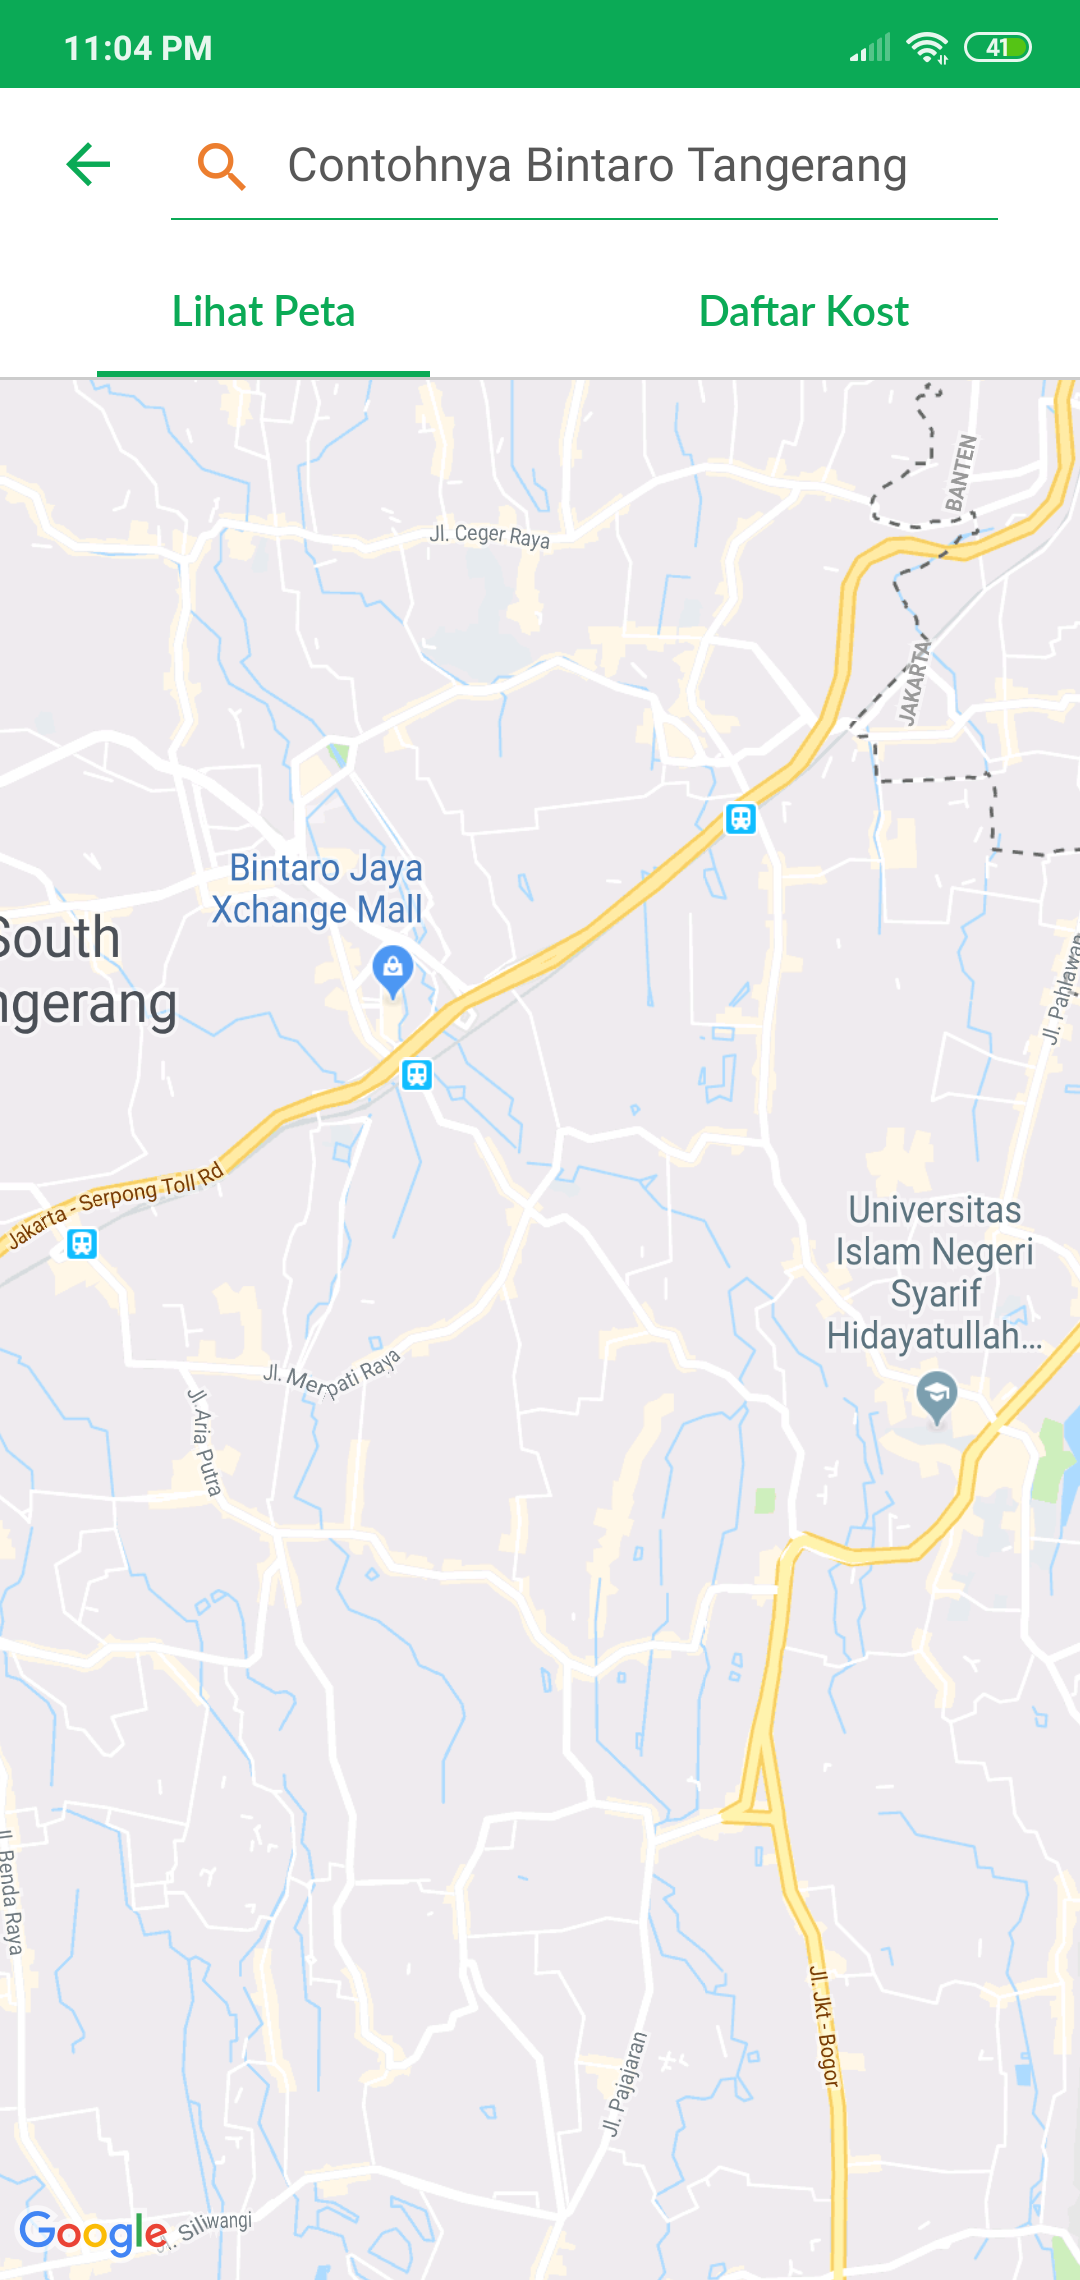 11:04 PM
41
Contohnya Bintaro Tangerang
Lihat Peta
Daftar Kost
BANTEN
Jl. Ceger Raya
JAKARTA
Bintaro Jaya
Xchange Mall
South
ngerang
Jl. Pahlawan
Jakarta - Serpong Toll Rd
Universitas
Islam Negeri
Syarif
Hidayatullah...
Jl. Merpati Raya
Jl. Aria Putra
Jl. Benda Raya
Jl. Jkt - Bogor
Jl. Pajajaran
Jl. Siliwangi
Google